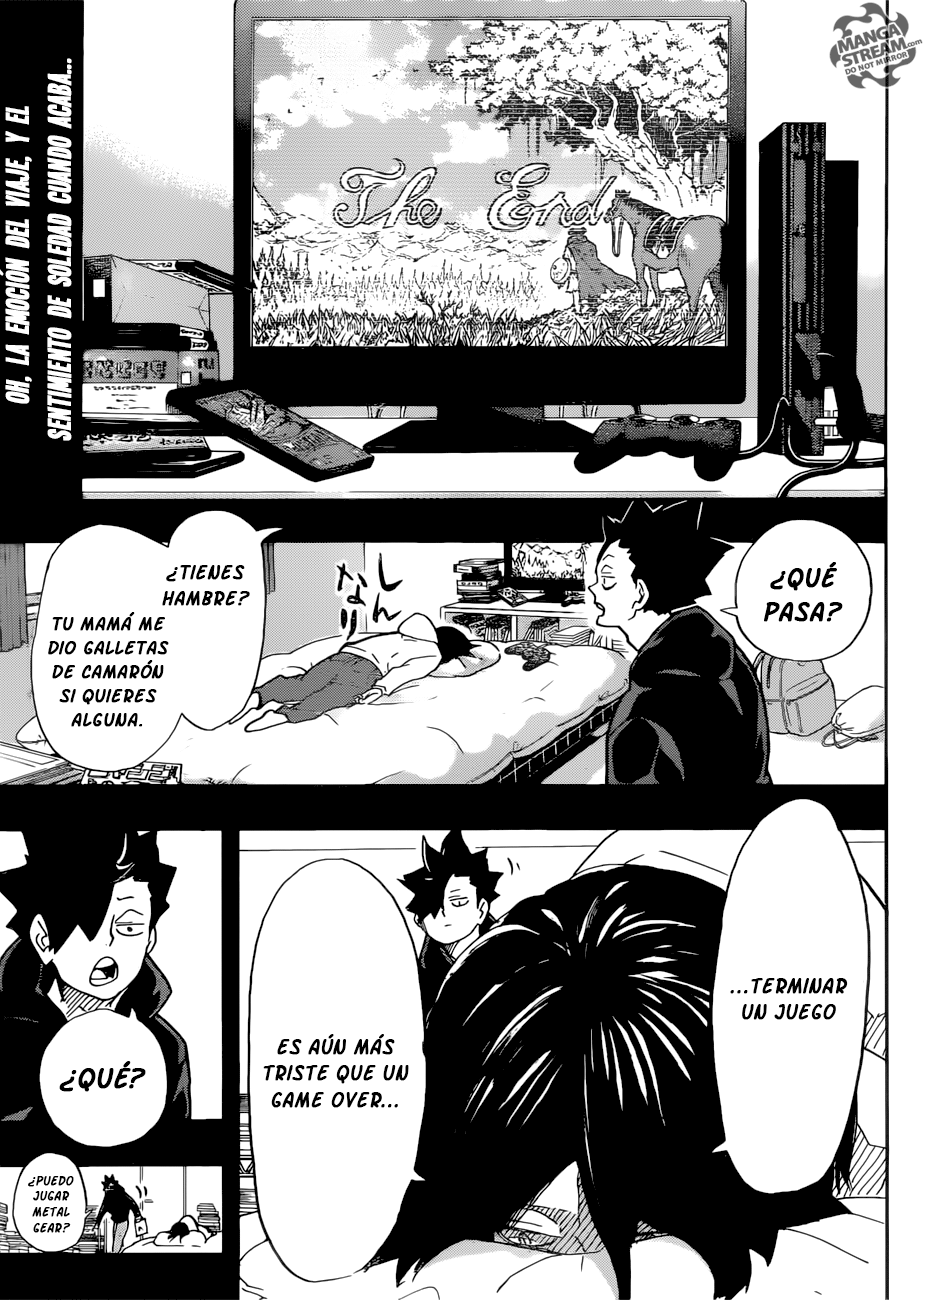 MANGA
STREAM.com
DO NOT MIRROR
OH, LA EMOCIÓN DEL VIAJE, Y EL
SENTIMIENTO DE SOLEDAD CUANDO ACABA...
The End
¿QUÉ
PASA?
¿TIENES
HAMBRE?
TU MAMÁ ME
DIO GALLETAS
DE CAMARÓN
SI QUIERES
ALGUNA.
しんなり
...TERMINAR
UN JUEGO
ES AÚN MÁS
TRISTE QUE UN
GAME OVER...
¿QUÉ?
¿PUEDO
JUGAR
METAL
GEAR?